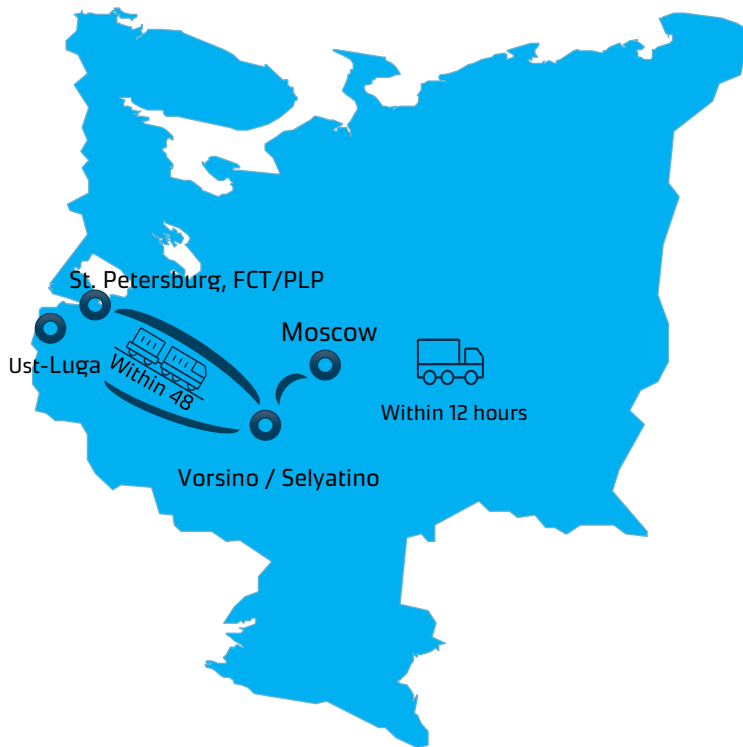 St. Petersburg, FCT/PLP
Moscow
Ust-Luga
Within 48
Within 12 hours
Vorsino / Selyatino